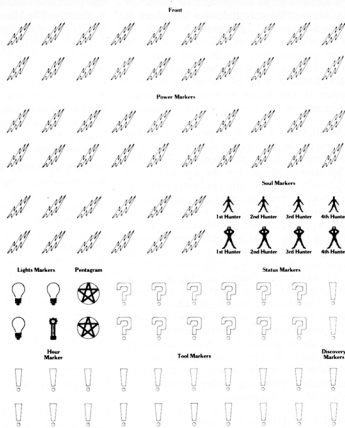 Front
Power Markers
Soul Markers
1st Hunter 2nd Hunter 3rd Hunter 4th Hunter
1st Hunter 2nd Hunter 3rd Hunter 4th Hunter
Lights Markers Pentagram Status Markers
? ? ? ? ? ? !
? ? ? ? ? ? !
Hour Marker Tool Markers Discovery Markers
! ! ! ! ! ! ! ! ! !
! ! ! ! ! ! ! ! ! !